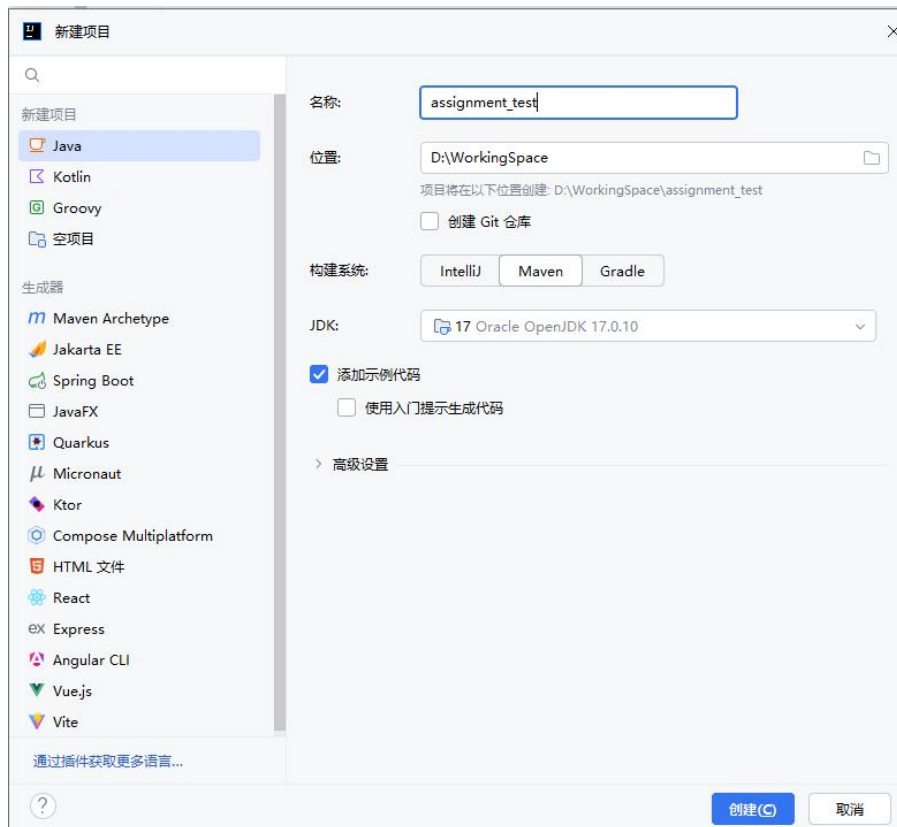 新建项目
新建项目
Java
Kotlin
Groovy
空项目
生成器
Maven Archetype
Jakarta EE
Spring Boot
JavaFX
Quarkus
Micronaut
Ktor
Compose Multiplatform
HTML 文件
React
ex Express
Angular CLI
Vue.js
Vite
通过插件获取更多语言...
名称: assignment_test
位置: D:\WorkingSpace
项目将在以下位置创建: D:\WorkingSpace\assignment_test
创建 Git 仓库
构建系统: IntelliJ Maven Gradle
JDK: 17 Oracle OpenJDK 17.0.10
添加示例代码
使用入门提示生成代码
高级设置
? 创建(C) 取消